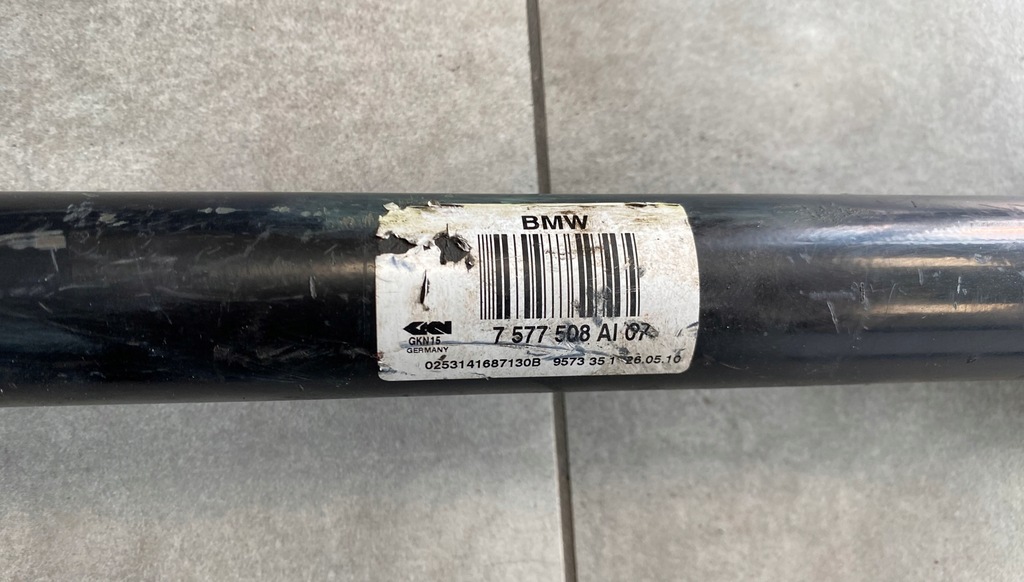 BMW
7 577 508 AI 07
GKN
GKN15
GERMANY
0253141687130B 9573 35 1 26.05.10